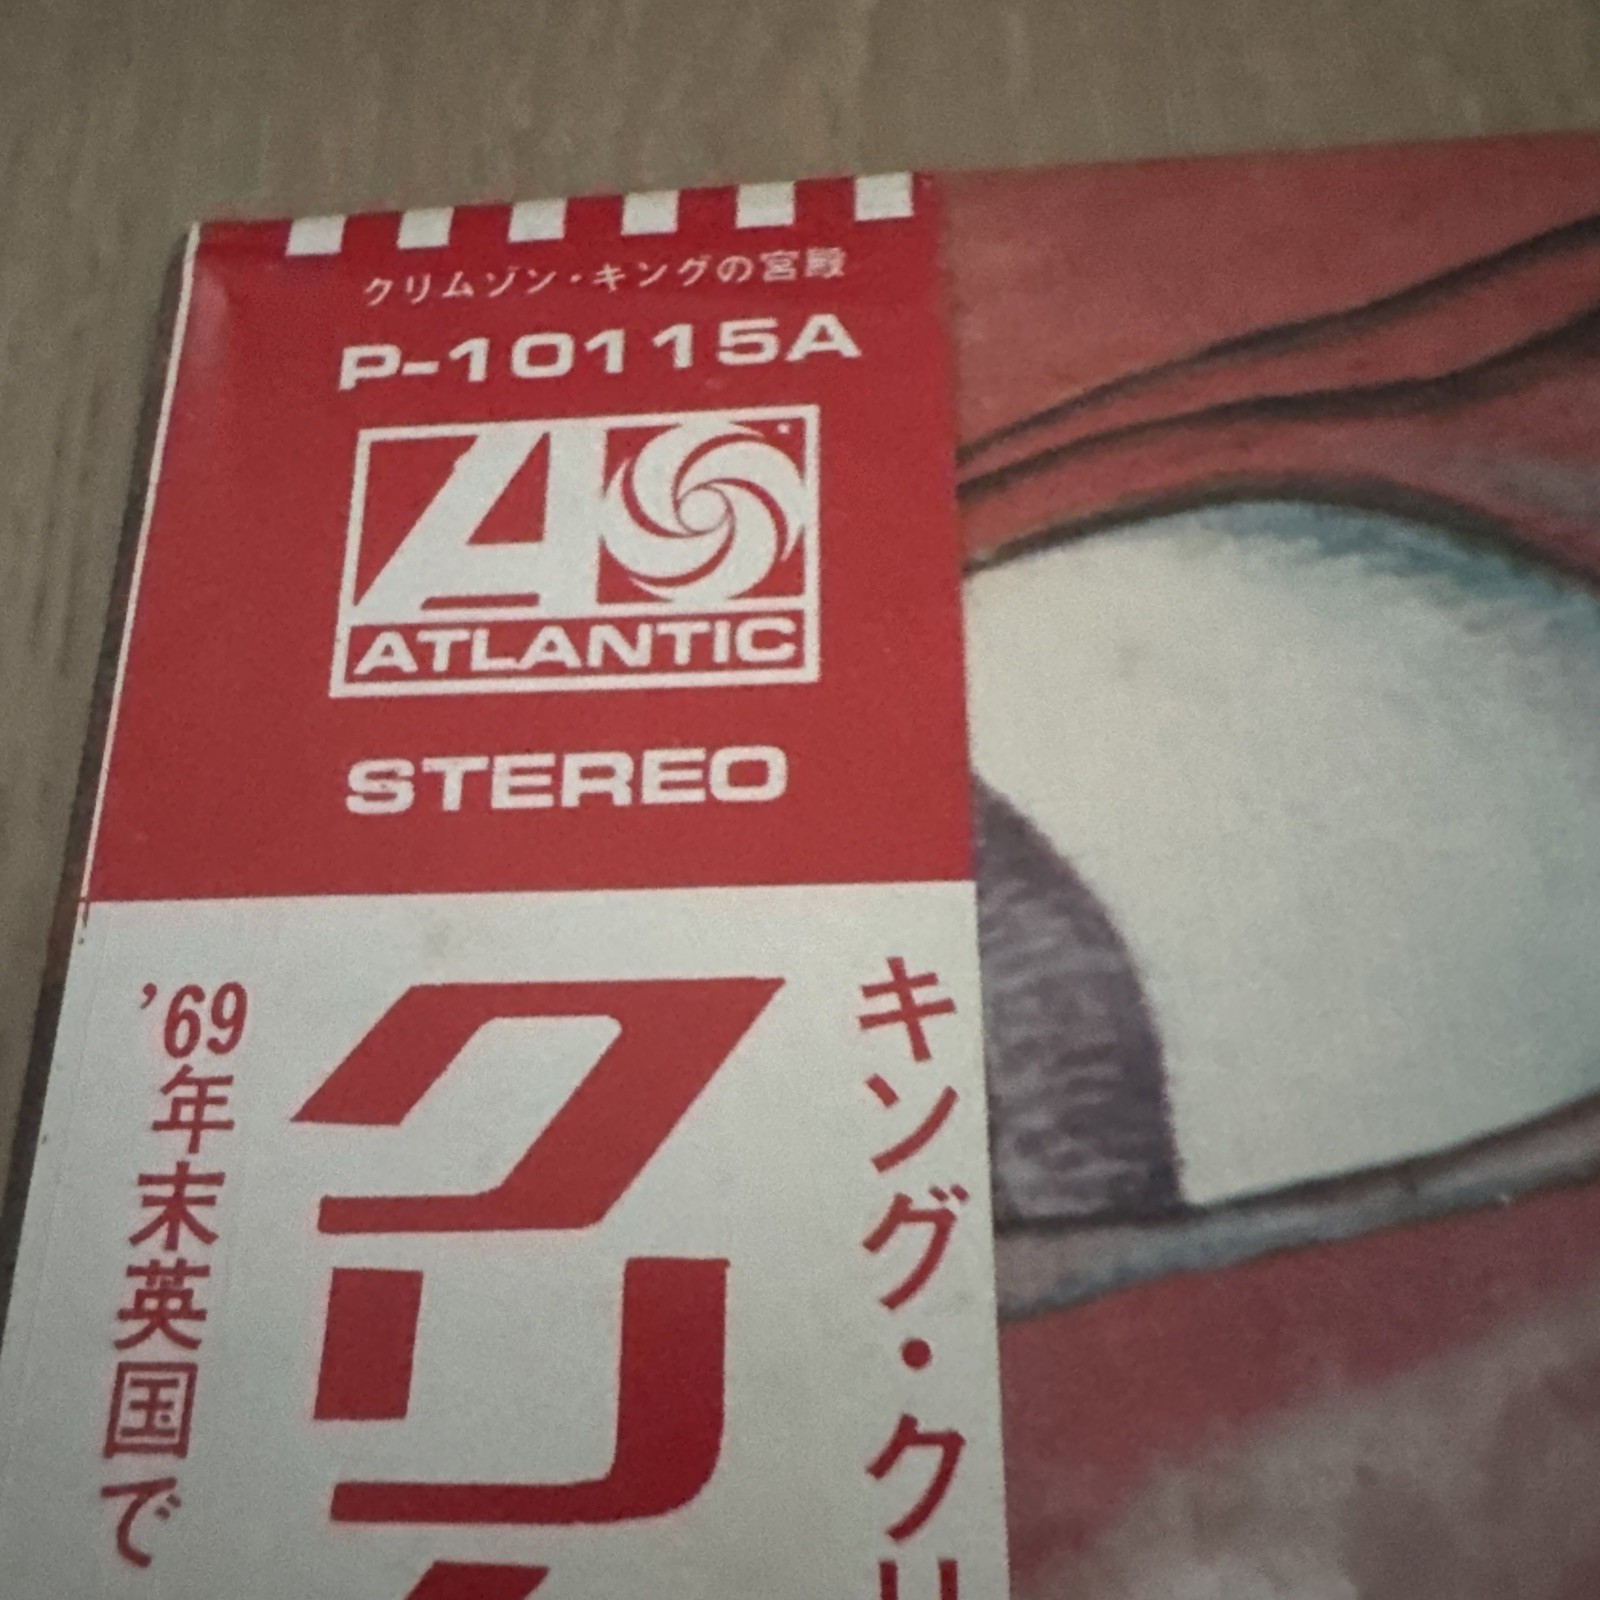 クリムゾン・キングの宮殿
P-10115A
ATLANTIC
STEREO
キング・クリ
クリ
'69年末英国で